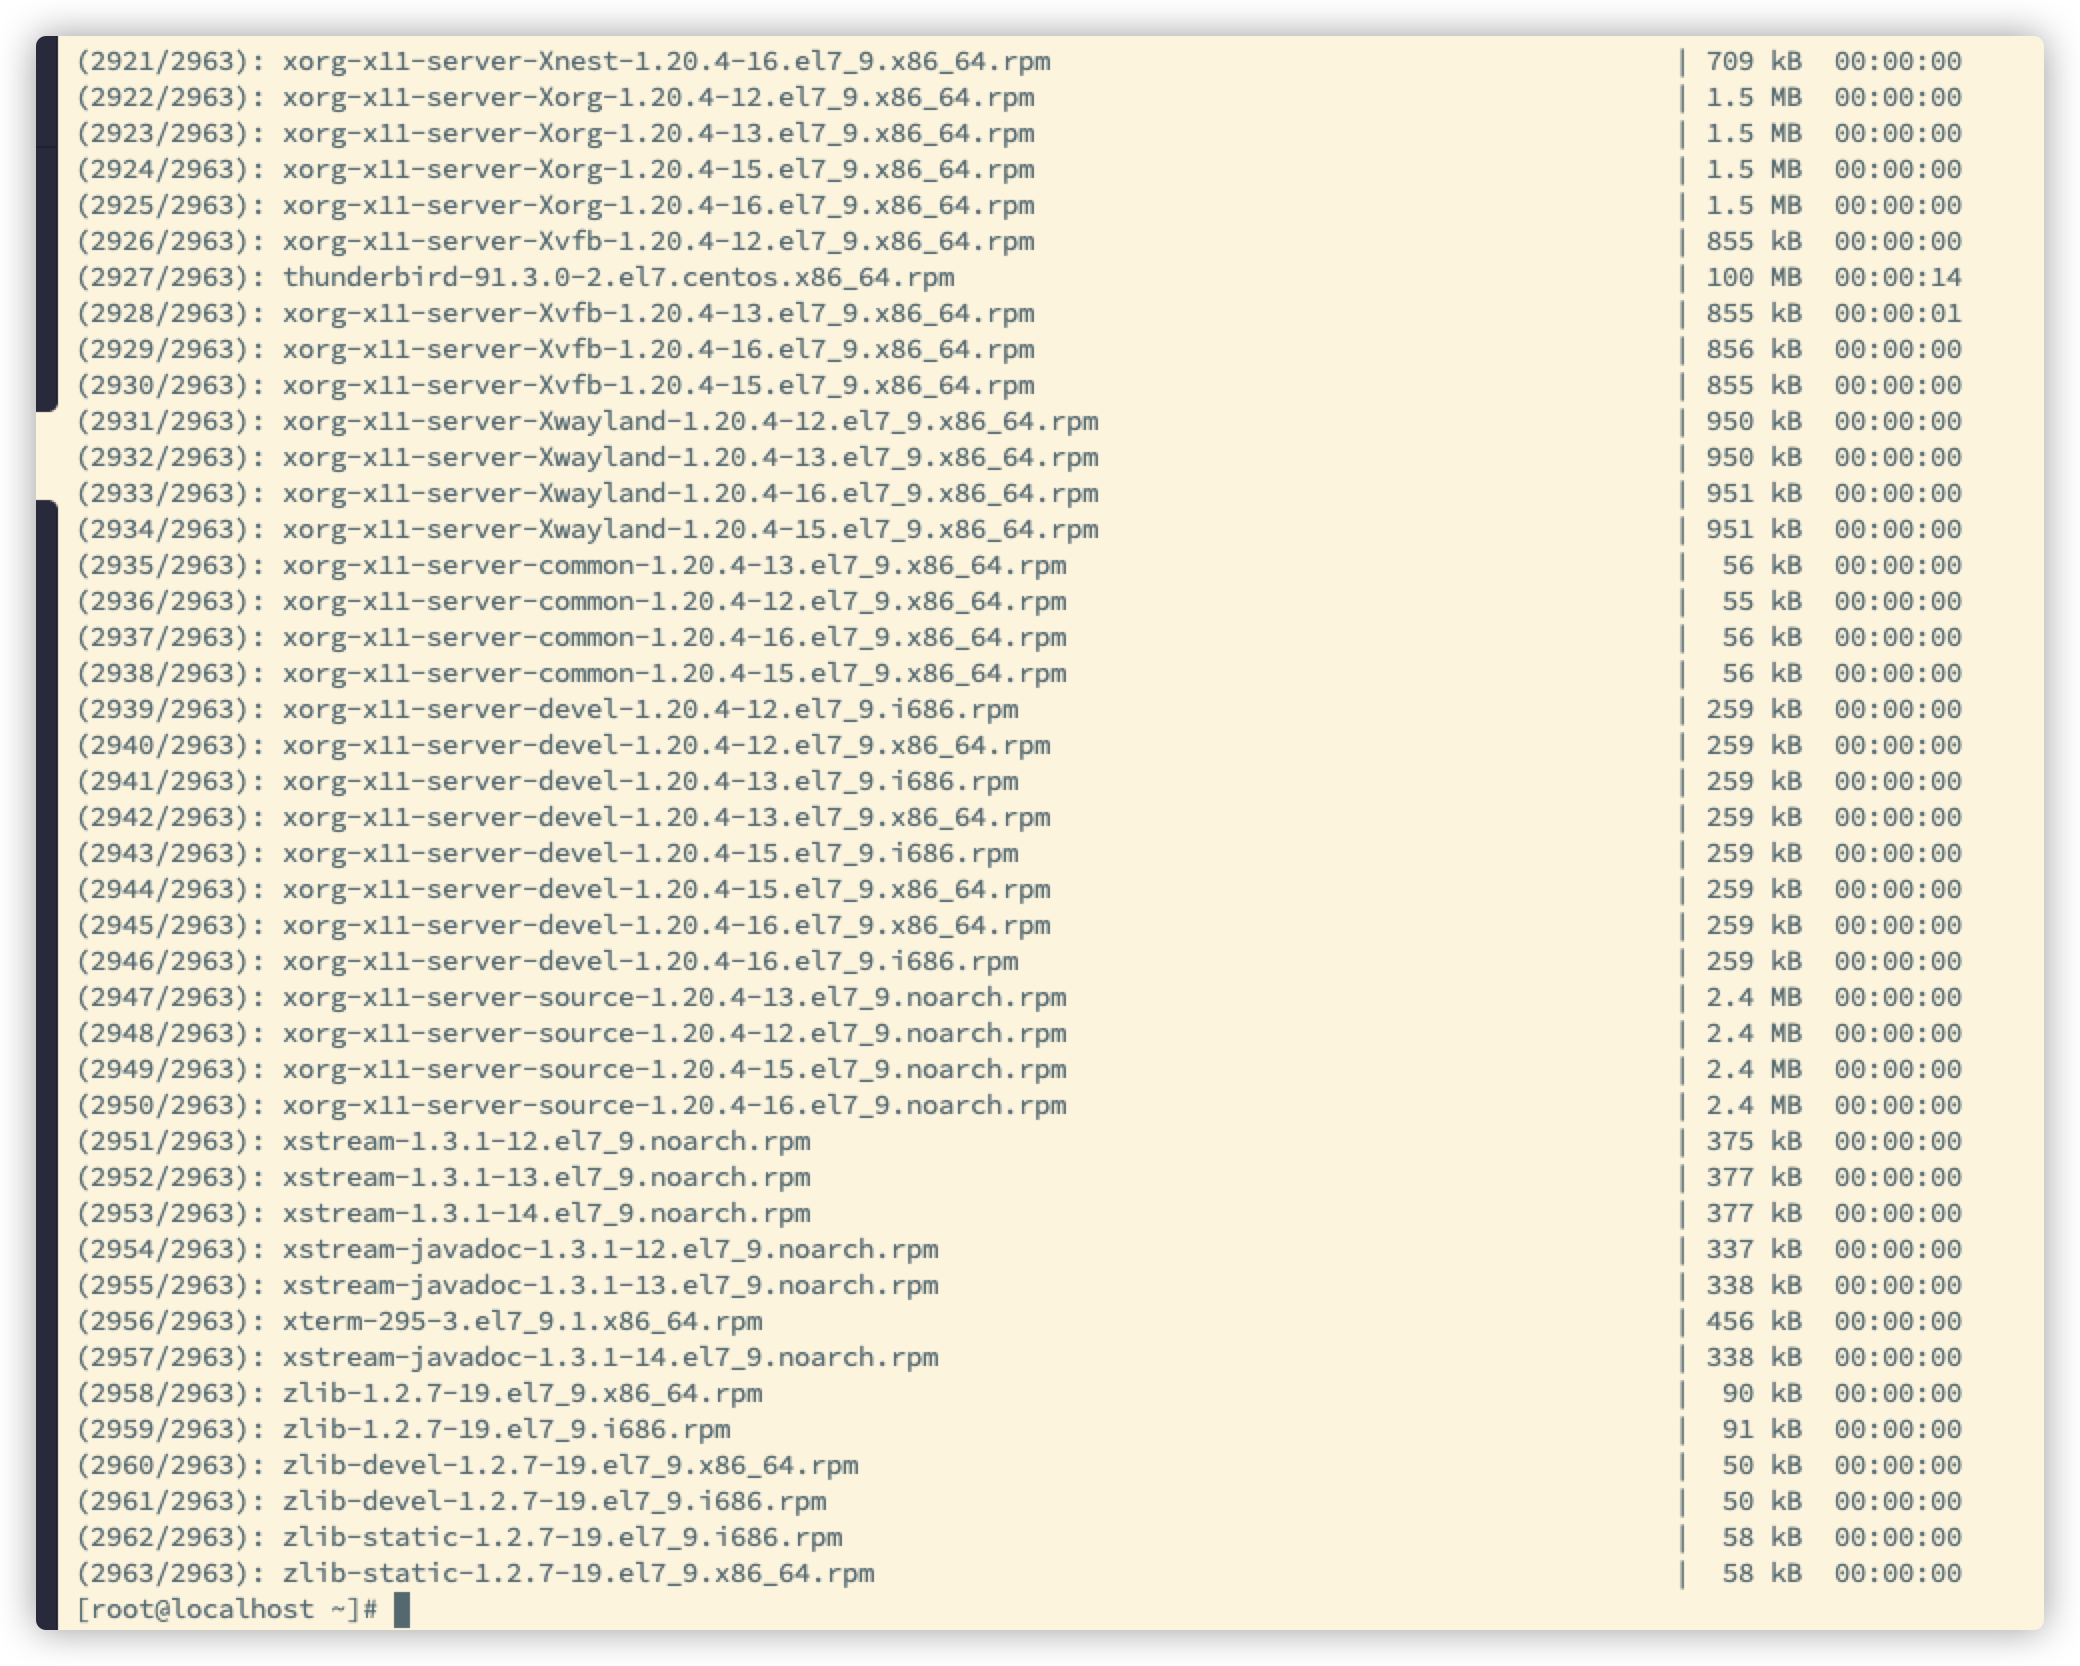 (2921/2963): xorg-x11-server-Xnest-1.20.4-16.el7_9.x86_64.rpm | 709 kB 00:00:00
(2922/2963): xorg-x11-server-Xorg-1.20.4-12.el7_9.x86_64.rpm | 1.5 MB 00:00:00
(2923/2963): xorg-x11-server-Xorg-1.20.4-13.el7_9.x86_64.rpm | 1.5 MB 00:00:00
(2924/2963): xorg-x11-server-Xorg-1.20.4-15.el7_9.x86_64.rpm | 1.5 MB 00:00:00
(2925/2963): xorg-x11-server-Xorg-1.20.4-16.el7_9.x86_64.rpm | 1.5 MB 00:00:00
(2926/2963): xorg-x11-server-Xvfb-1.20.4-12.el7_9.x86_64.rpm | 855 kB 00:00:00
(2927/2963): thunderbird-91.3.0-2.el7.centos.x86_64.rpm | 100 MB 00:00:14
(2928/2963): xorg-x11-server-Xvfb-1.20.4-13.el7_9.x86_64.rpm | 855 kB 00:00:01
(2929/2963): xorg-x11-server-Xvfb-1.20.4-16.el7_9.x86_64.rpm | 856 kB 00:00:00
(2930/2963): xorg-x11-server-Xvfb-1.20.4-15.el7_9.x86_64.rpm | 855 kB 00:00:00
(2931/2963): xorg-x11-server-Xwayland-1.20.4-12.el7_9.x86_64.rpm | 950 kB 00:00:00
(2932/2963): xorg-x11-server-Xwayland-1.20.4-13.el7_9.x86_64.rpm | 950 kB 00:00:00
(2933/2963): xorg-x11-server-Xwayland-1.20.4-16.el7_9.x86_64.rpm | 951 kB 00:00:00
(2934/2963): xorg-x11-server-Xwayland-1.20.4-15.el7_9.x86_64.rpm | 951 kB 00:00:00
(2935/2963): xorg-x11-server-common-1.20.4-13.el7_9.x86_64.rpm | 56 kB 00:00:00
(2936/2963): xorg-x11-server-common-1.20.4-12.el7_9.x86_64.rpm | 55 kB 00:00:00
(2937/2963): xorg-x11-server-common-1.20.4-16.el7_9.x86_64.rpm | 56 kB 00:00:00
(2938/2963): xorg-x11-server-common-1.20.4-15.el7_9.x86_64.rpm | 56 kB 00:00:00
(2939/2963): xorg-x11-server-devel-1.20.4-12.el7_9.i686.rpm | 259 kB 00:00:00
(2940/2963): xorg-x11-server-devel-1.20.4-12.el7_9.x86_64.rpm | 259 kB 00:00:00
(2941/2963): xorg-x11-server-devel-1.20.4-13.el7_9.i686.rpm | 259 kB 00:00:00
(2942/2963): xorg-x11-server-devel-1.20.4-13.el7_9.x86_64.rpm | 259 kB 00:00:00
(2943/2963): xorg-x11-server-devel-1.20.4-15.el7_9.i686.rpm | 259 kB 00:00:00
(2944/2963): xorg-x11-server-devel-1.20.4-15.el7_9.x86_64.rpm | 259 kB 00:00:00
(2945/2963): xorg-x11-server-devel-1.20.4-16.el7_9.x86_64.rpm | 259 kB 00:00:00
(2946/2963): xorg-x11-server-devel-1.20.4-16.el7_9.i686.rpm | 259 kB 00:00:00
(2947/2963): xorg-x11-server-source-1.20.4-13.el7_9.noarch.rpm | 2.4 MB 00:00:00
(2948/2963): xorg-x11-server-source-1.20.4-12.el7_9.noarch.rpm | 2.4 MB 00:00:00
(2949/2963): xorg-x11-server-source-1.20.4-15.el7_9.noarch.rpm | 2.4 MB 00:00:00
(2950/2963): xorg-x11-server-source-1.20.4-16.el7_9.noarch.rpm | 2.4 MB 00:00:00
(2951/2963): xstream-1.3.1-12.el7_9.noarch.rpm | 375 kB 00:00:00
(2952/2963): xstream-1.3.1-13.el7_9.noarch.rpm | 377 kB 00:00:00
(2953/2963): xstream-1.3.1-14.el7_9.noarch.rpm | 377 kB 00:00:00
(2954/2963): xstream-javadoc-1.3.1-12.el7_9.noarch.rpm | 337 kB 00:00:00
(2955/2963): xstream-javadoc-1.3.1-13.el7_9.noarch.rpm | 338 kB 00:00:00
(2956/2963): xterm-295-3.el7_9.1.x86_64.rpm | 456 kB 00:00:00
(2957/2963): xstream-javadoc-1.3.1-14.el7_9.noarch.rpm | 338 kB 00:00:00
(2958/2963): zlib-1.2.7-19.el7_9.x86_64.rpm | 90 kB 00:00:00
(2959/2963): zlib-1.2.7-19.el7_9.i686.rpm | 91 kB 00:00:00
(2960/2963): zlib-devel-1.2.7-19.el7_9.x86_64.rpm | 50 kB 00:00:00
(2961/2963): zlib-devel-1.2.7-19.el7_9.i686.rpm | 50 kB 00:00:00
(2962/2963): zlib-static-1.2.7-19.el7_9.i686.rpm | 58 kB 00:00:00
(2963/2963): zlib-static-1.2.7-19.el7_9.x86_64.rpm | 58 kB 00:00:00
[root@localhost ~]#